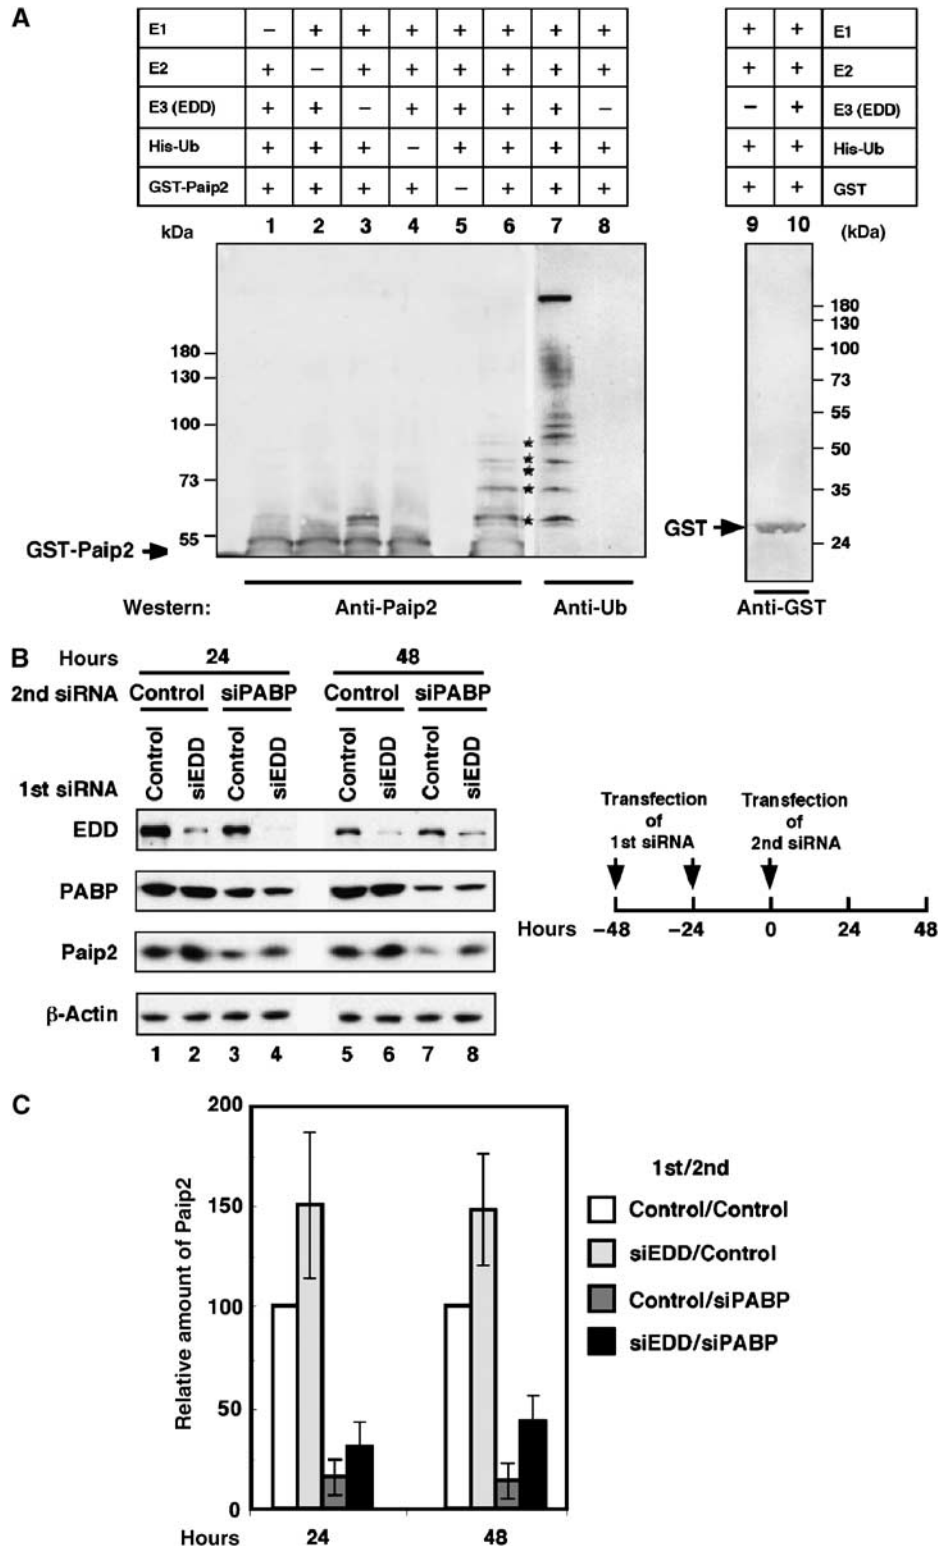 A
E1 – + + + + + + +
E2 + – + + + + + +
E3 (EDD) + + – + + + + –
His-Ub + + + – + + + +
GST-Paip2 + + + + – + + +
kDa 1 2 3 4 5 6 7 8
180
130
100
73
55
GST-Paip2
Western: Anti-Paip2 Anti-Ub
+ + E1
+ + E2
– + E3 (EDD)
+ + His-Ub
+ + GST
9 10 (kDa)
180
130
100
73
55
50
35
24
GST
Anti-GST
B
Hours 24 48
2nd siRNA Control siPABP Control siPABP
1st siRNA Control siEDD Control siEDD Control siEDD Control siEDD
EDD
PABP
Paip2
β-Actin
1 2 3 4 5 6 7 8
Transfection of 1st siRNA
Transfection of 2nd siRNA
Hours –48 –24 0 24 48
C
Relative amount of Paip2
200
150
100
50
0
Hours 24 48
1st/2nd
Control/Control
siEDD/Control
Control/siPABP
siEDD/siPABP